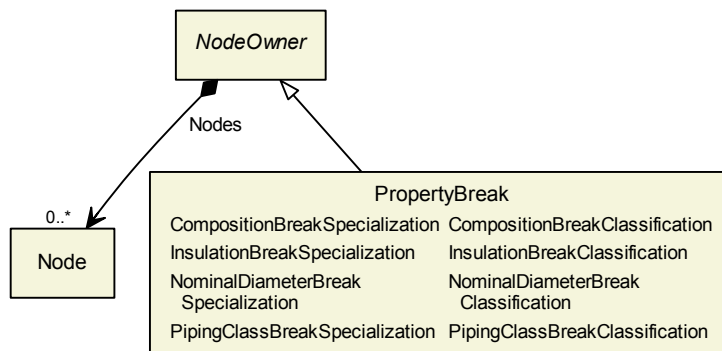 NodeOwner
Nodes
0..*
Node
PropertyBreak
CompositionBreakSpecialization CompositionBreakClassification
InsulationBreakSpecialization InsulationBreakClassification
NominalDiameterBreak NominalDiameterBreak
Specialization Classification
PipingClassBreakSpecialization PipingClassBreakClassification